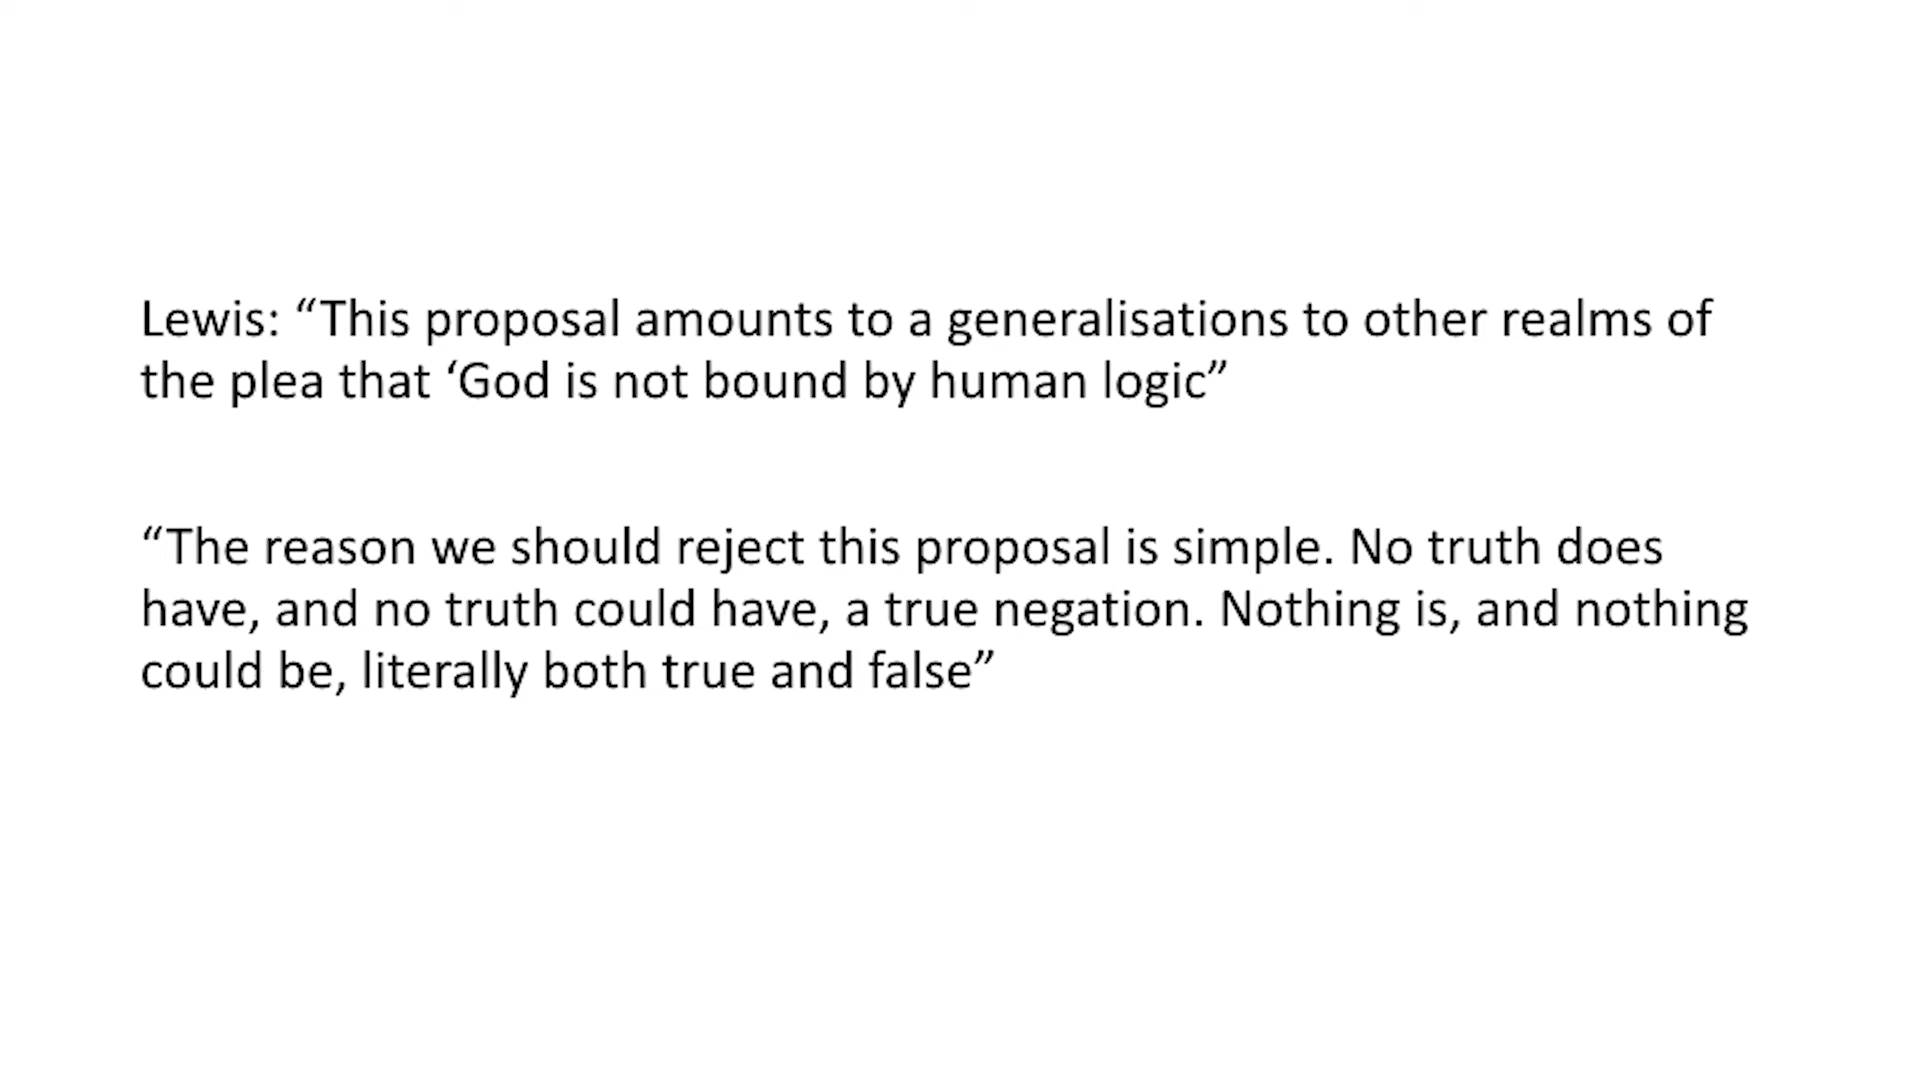 Lewis: “This proposal amounts to a generalisations to other realms of
the plea that ‘God is not bound by human logic”
“The reason we should reject this proposal is simple. No truth does
have, and no truth could have, a true negation. Nothing is, and nothing
could be, literally both true and false”